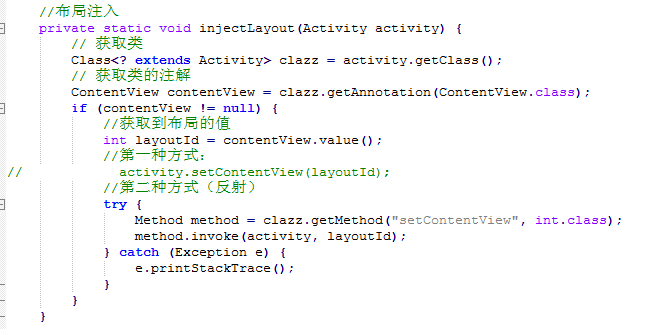 //布局注入
private static void injectLayout(Activity activity) {
// 获取类
Class<? extends Activity> clazz = activity.getClass();
// 获取类的注解
ContentView contentView = clazz.getAnnotation(ContentView.class);
if (contentView != null) {
//获取到布局的值
int layoutId = contentView.value();
//第一种方式:
// activity.setContentView(layoutId);
//第二种方式（反射）
try {
Method method = clazz.getMethod("setContentView", int.class);
method.invoke(activity, layoutId);
} catch (Exception e) {
e.printStackTrace();
}
}
}